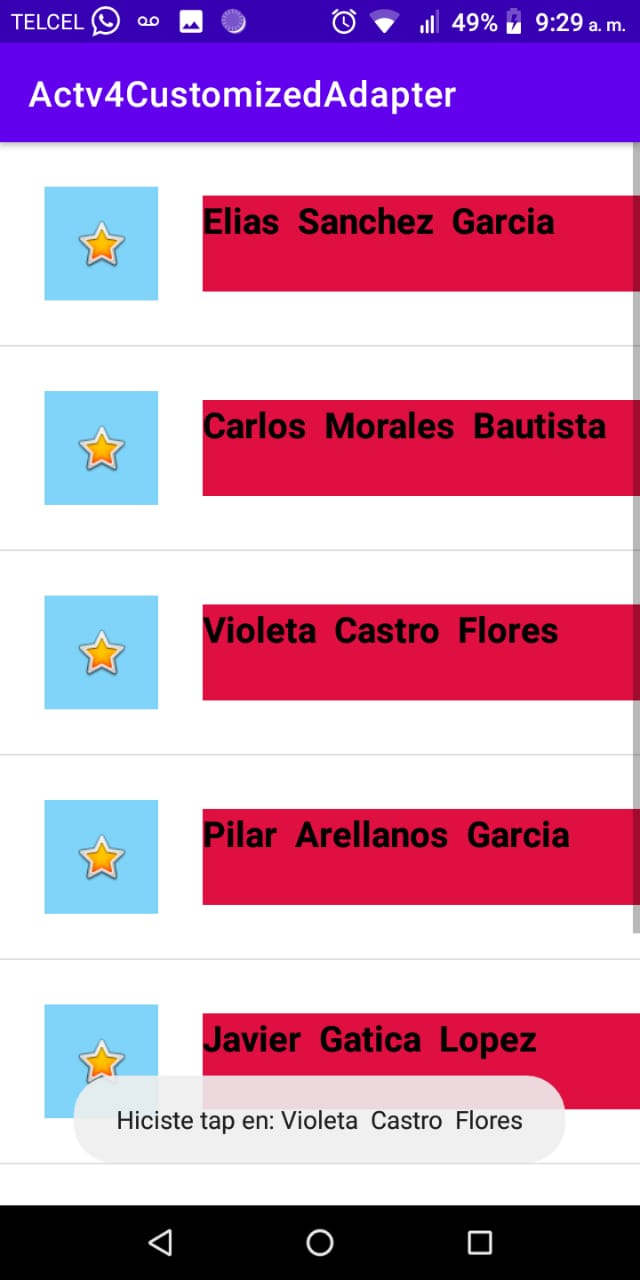 TELCEL 49% 9:29 a. m.
Actv4CustomizedAdapter
Elias Sanchez Garcia
Carlos Morales Bautista
Violeta Castro Flores
Pilar Arellanos Garcia
Javier Gatica Lopez
Hiciste tap en: Violeta Castro Flores